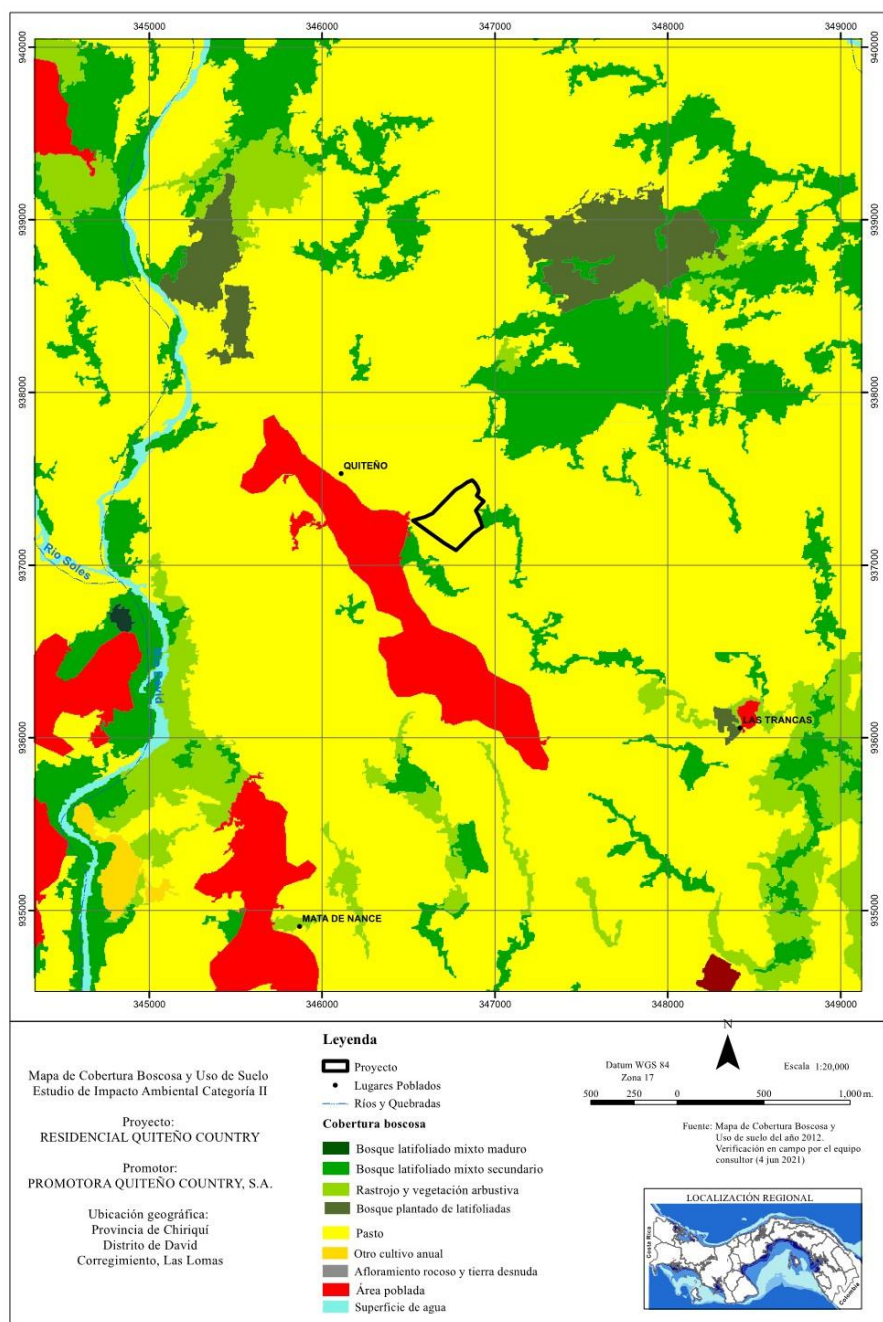 345000 346000 347000 348000 349000
940000 940000
939000 939000
938000 938000
QUITEÑO
937000 937000
Río Soles
936000 936000
LAS TRANCAS
935000 935000
MATA DE NANCE
345000 346000 347000 348000 349000
Mapa de Cobertura Boscosa y Uso de Suelo
Estudio de Impacto Ambiental Categoría II
Proyecto:
RESIDENCIAL QUITEÑO COUNTRY
Promotor:
PROMOTORA QUITEÑO COUNTRY, S.A.
Ubicación geográfica:
Provincia de Chiriquí
Distrito de David
Corregimiento, Las Lomas
Leyenda
Proyecto
Lugares Poblados
Ríos y Quebradas
Cobertura boscosa
Bosque latifoliado mixto maduro
Bosque latifoliado mixto secundario
Rastrojo y vegetación arbustiva
Bosque plantado de latifoliadas
Pasto
Otro cultivo anual
Afloramiento rocoso y tierra desnuda
Área poblada
Superficie de agua
N
Datum WGS 84
Zona 17
Escala 1:20,000
500 250 0 500 1,000 m.
Fuente: Mapa de Cobertura Boscosa y
Uso de suelo del año 2012.
Verificación en campo por el equipo
consultor (4 jun 2021)
LOCALIZACIÓN REGIONAL
Costa Rica
Colombia